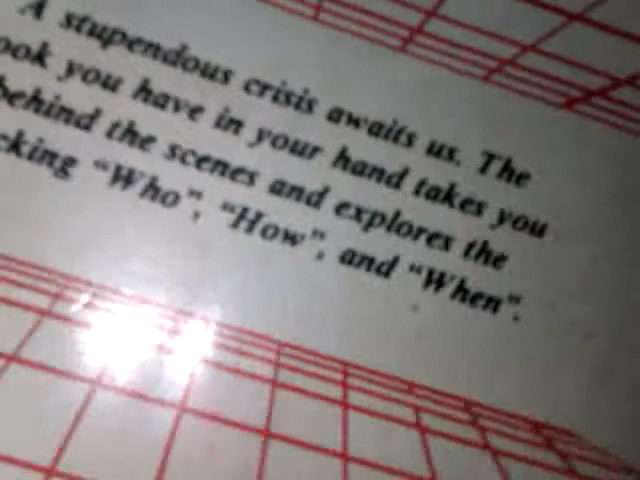 A stupendous crisis awaits us. The
ook you have in your hand takes you
behind the scenes and explores the
cking “Who”, “How”, and “When”.